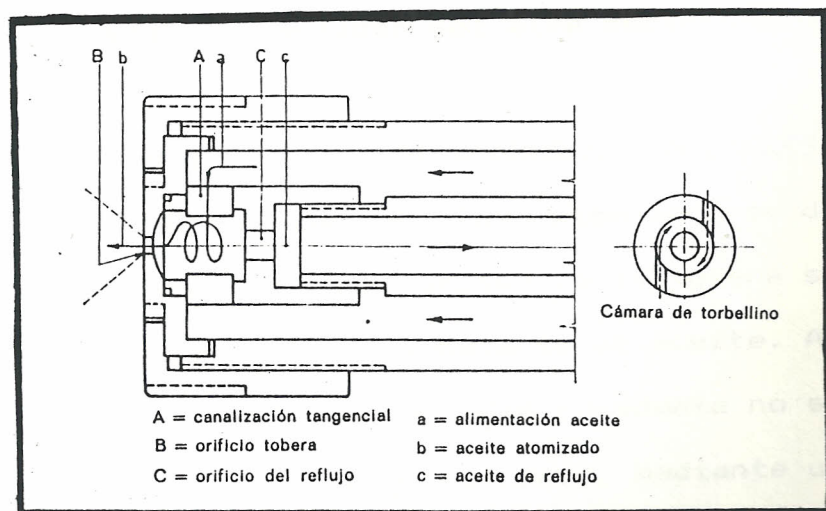 B b A a C c
Cámara de torbellino
A = canalización tangencial
a = alimentación aceite
B = orificio tobera
b = aceite atomizado
C = orificio del reflujo
c = aceite de reflujo